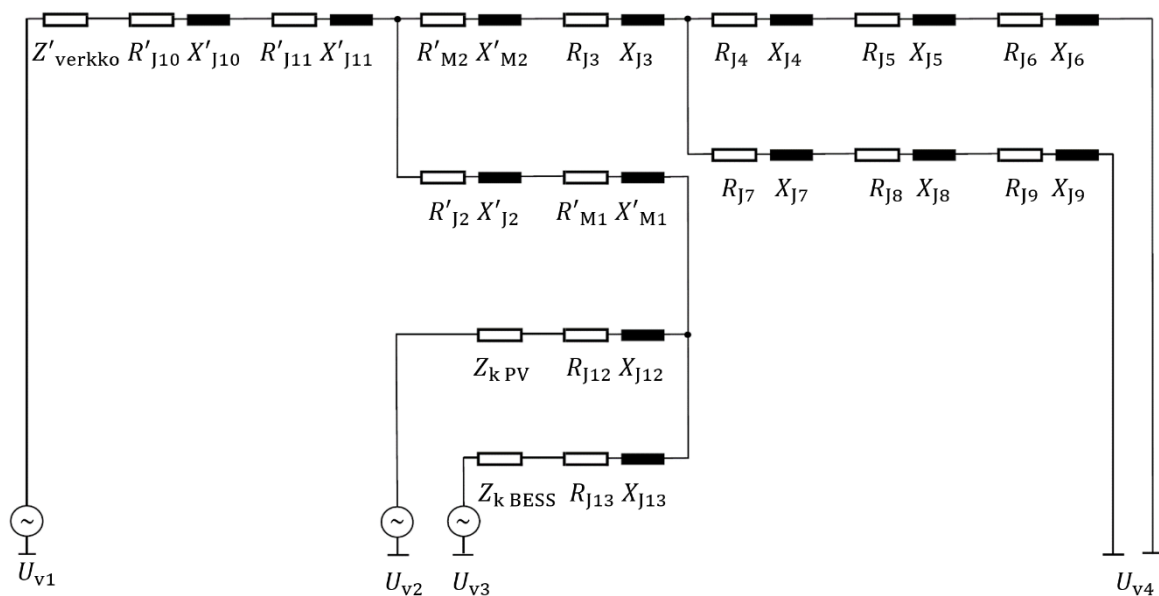 Z′verkko R′J10 X′J10 R′J11 X′J11 R′M2 X′M2 RJ3 XJ3 RJ4 XJ4 RJ5 XJ5 RJ6 XJ6
RJ7 XJ7 RJ8 XJ8 RJ9 XJ9
R′J2 X′J2 R′M1 X′M1
Zk PV RJ12 XJ12
Zk BESS RJ13 XJ13
~ ~ ~
Uv1 Uv2 Uv3 Uv4